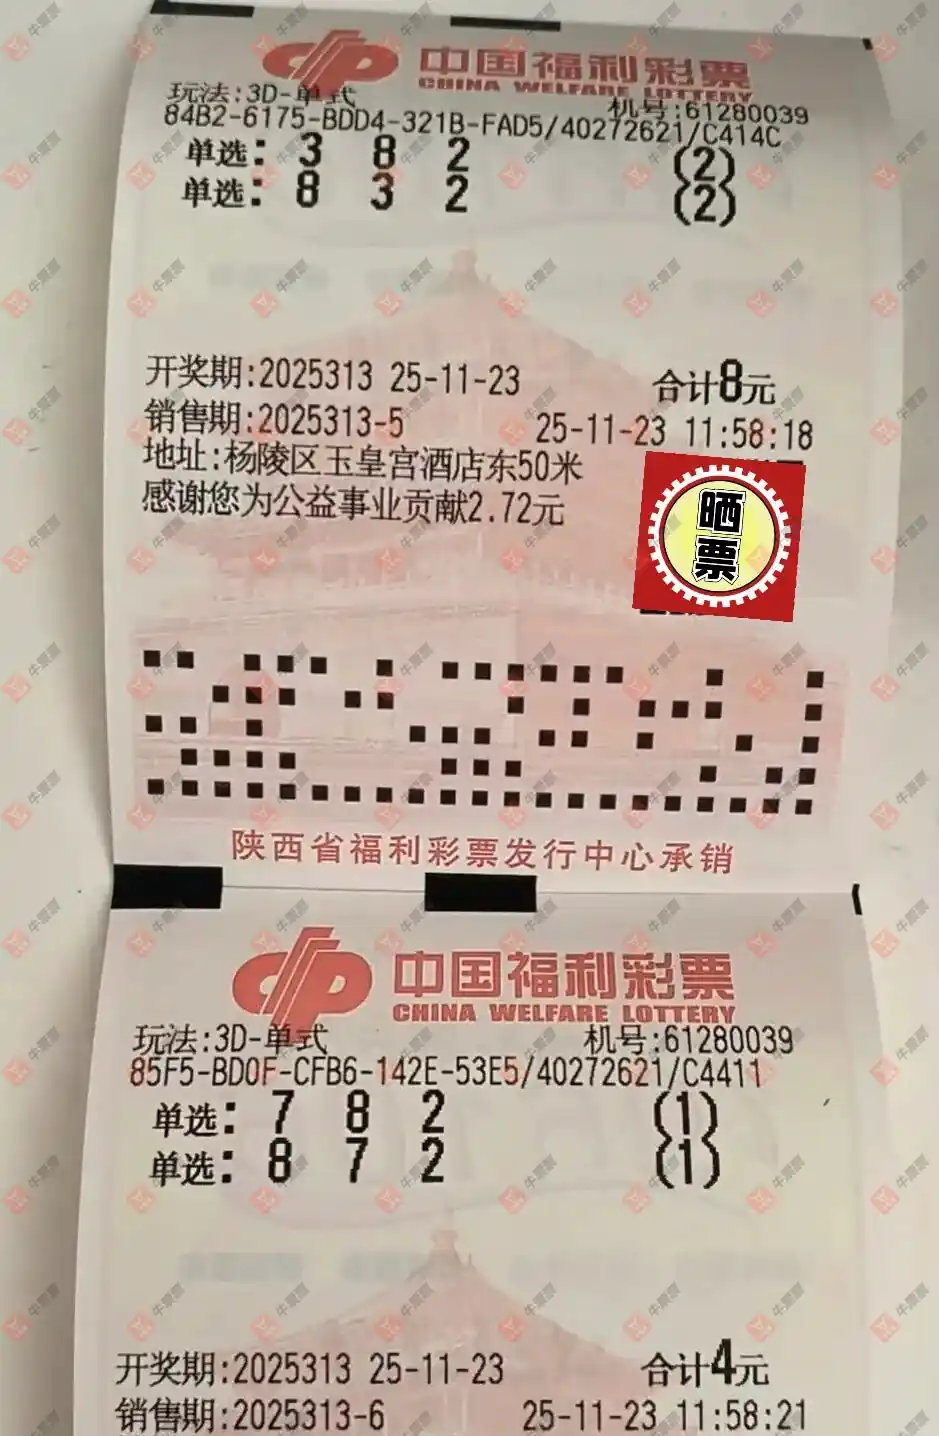 中国福利彩票
CHINA WELFARE LOTTERY
玩法:3D-单式 机号:61280039
84B2-6175-BDD4-321B-FAD5/40272621/C414C
单选: 3 8 2 (2)
单选: 8 3 2 (2)
开奖期:2025313 25-11-23 合计8元
销售期:2025313-5 25-11-23 11:58:18
地址:杨陵区玉皇宫酒店东50米
感谢您为公益事业贡献2.72元
晒
票
陕西省福利彩票发行中心承销
中国福利彩票
CHINA WELFARE LOTTERY
玩法:3D-单式 机号:61280039
85F5-BD0F-CFB6-142E-53E5/40272621/C4411
单选: 7 8 2 (1)
单选: 8 7 2 (1)
开奖期:2025313 25-11-23 合计4元
销售期:2025313-6 25-11-23 11:58:21